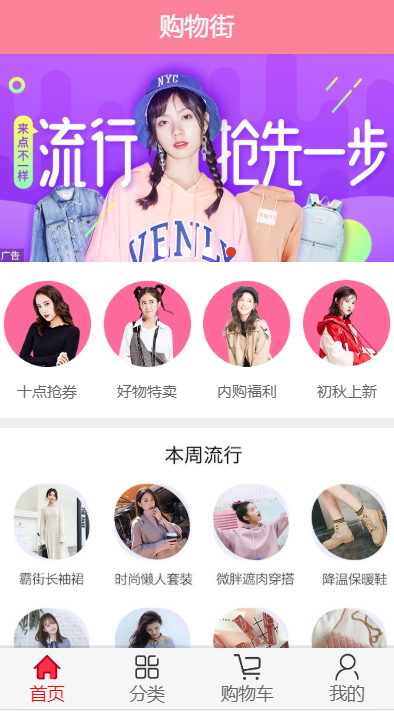 购物街
来点不一样
流行 抢先一步
NYC
广告
十点抢券 好物特卖 内购福利 初秋上新
本周流行
霸街长袖裙 时尚懒人套装 微胖遮肉穿搭 降温保暖鞋
首页 分类 购物车 我的